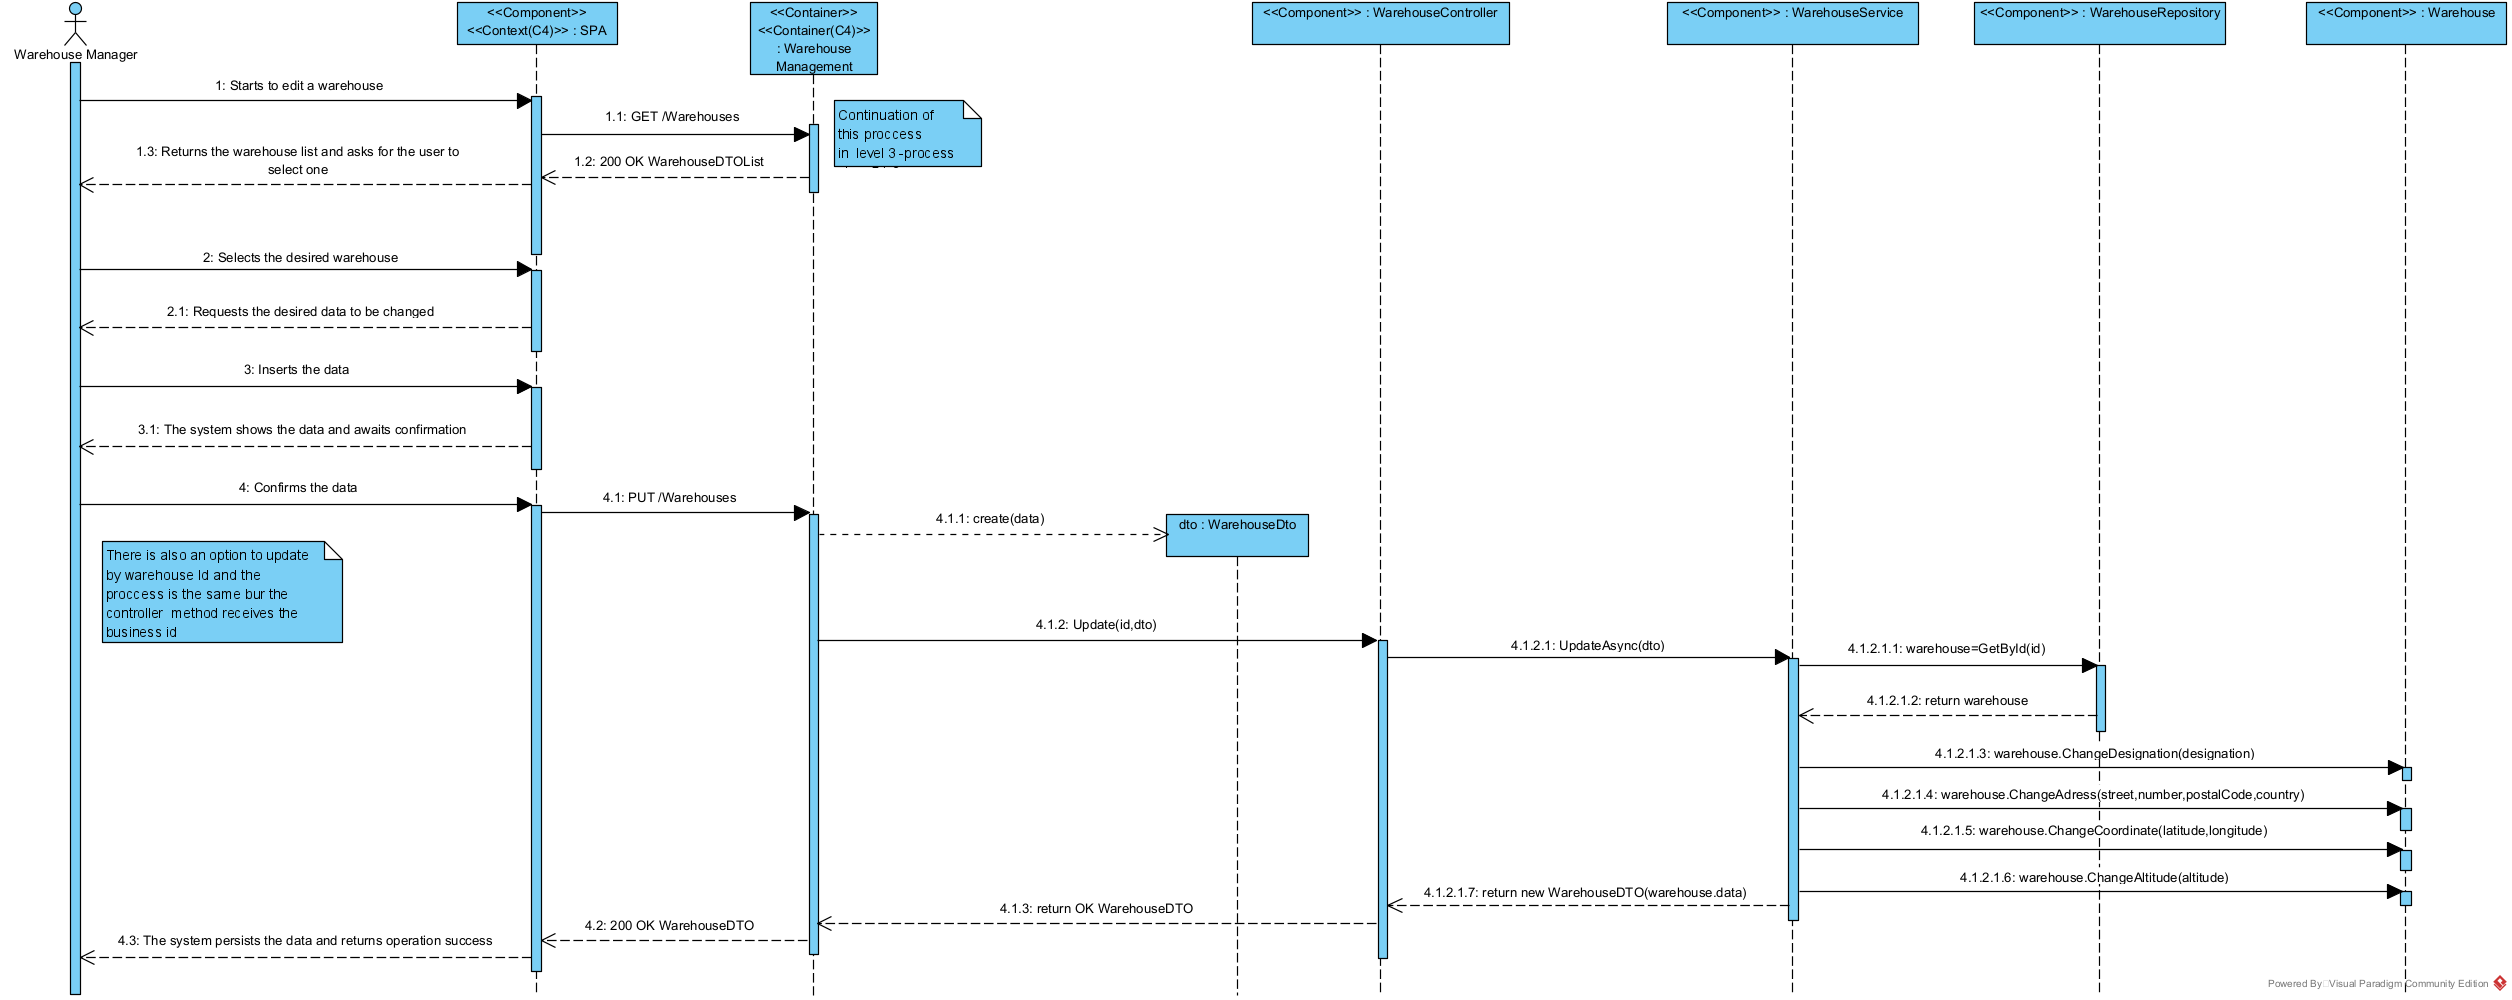 Warehouse Manager
<<Component>>
<<Context(C4)>> : SPA
<<Container>>
<<Container(C4)>>
: Warehouse
Management
<<Component>> : WarehouseController
<<Component>> : WarehouseService
<<Component>> : WarehouseRepository
<<Component>> : Warehouse
1: Starts to edit a warehouse
1.1: GET /Warehouses
Continuation of
this proccess
in level 3-process
1.2: 200 OK WarehouseDTOList
1.3: Returns the warehouse list and asks for the user to
select one
2: Selects the desired warehouse
2.1: Requests the desired data to be changed
3: Inserts the data
3.1: The system shows the data and awaits confirmation
4: Confirms the data
4.1: PUT /Warehouses
4.1.1: create(data)
dto : WarehouseDto
There is also an option to update
by warehouse Id and the
proccess is the same bur the
controller method receives the
business id
4.1.2: Update(id,dto)
4.1.2.1: UpdateAsync(dto)
4.1.2.1.1: warehouse=GetById(id)
4.1.2.1.2: return warehouse
4.1.2.1.3: warehouse.ChangeDesignation(designation)
4.1.2.1.4: warehouse.ChangeAdress(street,number,postalCode,country)
4.1.2.1.5: warehouse.ChangeCoordinate(latitude,longitude)
4.1.2.1.6: warehouse.ChangeAltitude(altitude)
4.1.2.1.7: return new WarehouseDTO(warehouse.data)
4.1.3: return OK WarehouseDTO
4.2: 200 OK WarehouseDTO
4.3: The system persists the data and returns operation success
Powered By Visual Paradigm Community Edition